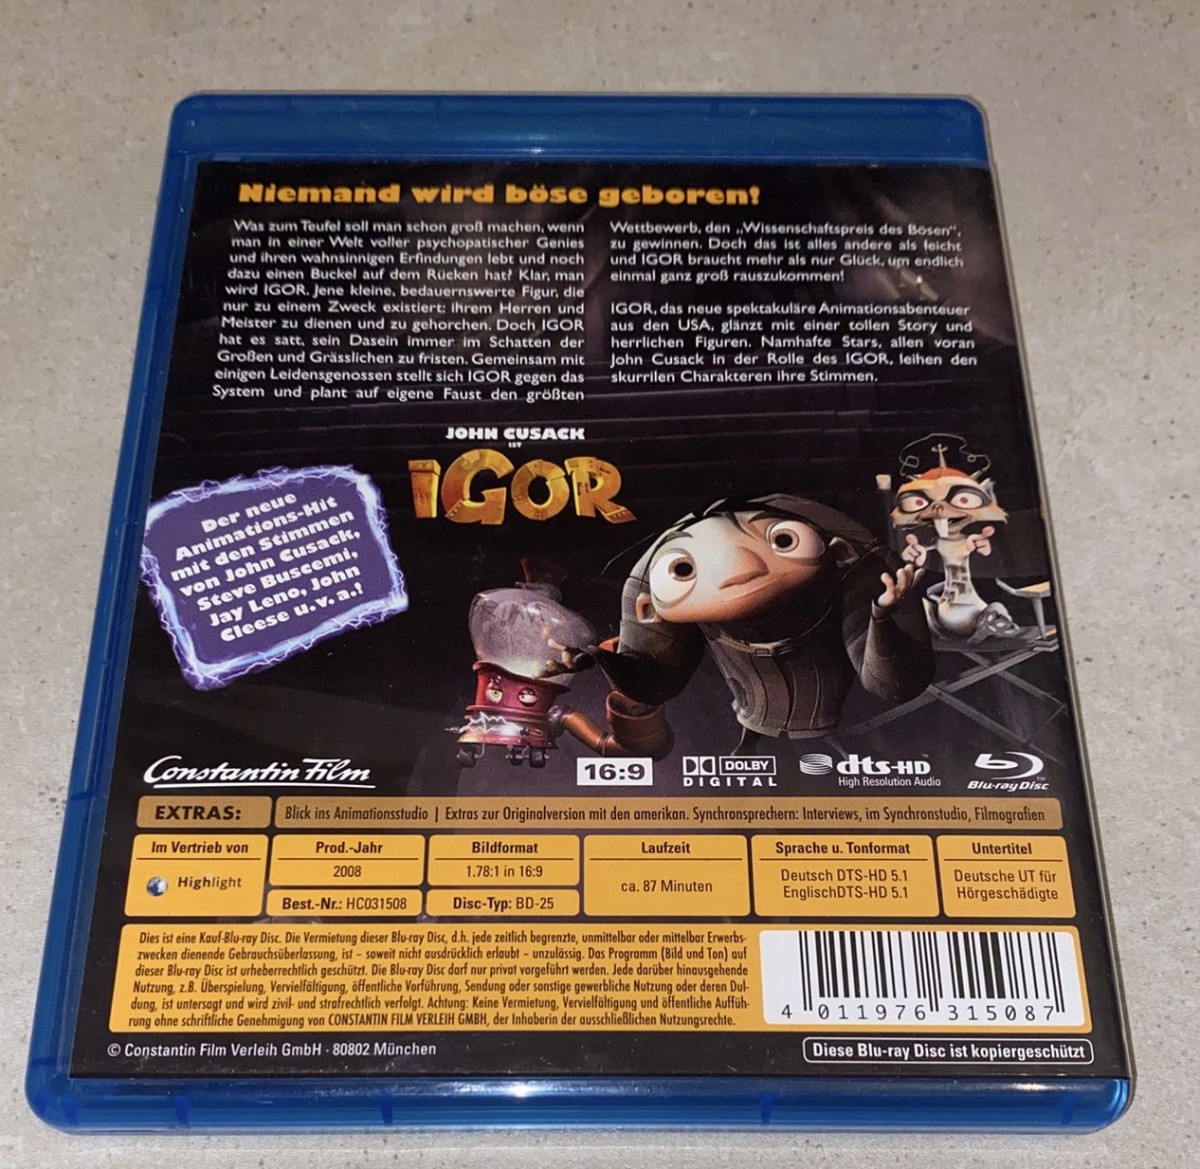 Niemand wird böse geboren!
Was zum Teufel soll man schon groß machen, wenn
man in einer Welt voller psychopatischer Genies
und ihren wahnsinnigen Erfindungen lebt und noch
dazu einen Buckel auf dem Rücken hat? Klar, man
wird IGOR. Jene kleine, bedauernswerte Figur, die
nur zu einem Zweck existiert: ihrem Herren und
Meister zu dienen und zu gehorchen. Doch IGOR
hat es satt, sein Dasein immer im Schatten der
Großen und Grässlichen zu fristen. Gemeinsam mit
einigen Leidensgenossen stellt sich IGOR gegen das
System und plant auf eigene Faust den größten
Wettbewerb, den „Wissenschaftspreis des Bösen“,
zu gewinnen. Doch das ist alles andere als leicht
und IGOR braucht mehr als nur Glück, um endlich
einmal ganz groß rauszukommen!
IGOR, das neue spektakuläre Animationsabenteuer
aus den USA, glänzt mit einer tollen Story und
herrlichen Figuren. Namhafte Stars, allen voran
John Cusack in der Rolle des IGOR, leihen den
skurrilen Charakteren ihre Stimmen.
JOHN CUSACK
IST
IGOR
Der neue
Animations-Hit
mit den Stimmen
von John Cusack,
Steve Buscemi,
Jay Leno, John
Cleese u.v.a.!
Constantin Film
16:9
DOLBY
DIGITAL
dts-HD
High Resolution Audio
Blu-ray Disc
TM
EXTRAS:
Blick ins Animationsstudio | Extras zur Originalversion mit den amerikan. Synchronsprechern: Interviews, im Synchronstudio, Filmografien
Im Vertrieb von
Highlight
Prod.-Jahr
2008
Best.-Nr.: HC031508
Bildformat
1.78:1 in 16:9
Disc-Typ: BD-25
Laufzeit
ca. 87 Minuten
Sprache u. Tonformat
Deutsch DTS-HD 5.1
EnglischDTS-HD 5.1
Untertitel
Deutsche UT für
Hörgeschädigte
Dies ist eine Kauf-Blu-ray Disc. Die Vermietung dieser Blu-ray Disc, d.h. jede zeitlich begrenzte, unmittelbar oder mittelbar Erwerbs-
zwecken dienende Gebrauchsüberlassung, ist – soweit nicht ausdrücklich erlaubt – unzulässig. Das Programm (Bild und Ton) auf
dieser Blu-ray Disc ist urheberrechtlich geschützt. Die Blu-ray Disc darf nur privat vorgeführt werden. Jede darüber hinausgehende
Nutzung, z.B. Überspielung, Vervielfältigung, öffentliche Vorführung, Sendung oder sonstige gewerbliche Nutzung oder deren Dul-
dung, ist untersagt und wird zivil- und strafrechtlich verfolgt. Achtung: Keine Vermietung, Vervielfältigung und öffentliche Auffüh-
rung ohne schriftliche Genehmigung von CONSTANTIN FILM VERLEIH GMBH, der Inhaberin der ausschließlichen Nutzungsrechte.
4 011976 315087
© Constantin Film Verleih GmbH · 80802 München
Diese Blu-ray Disc ist kopiergeschützt